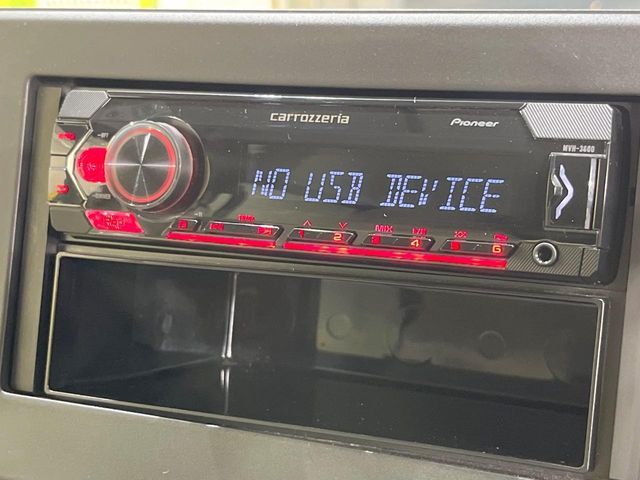 carrozzeria
Pioneer
MVH-3600
NO USB DEVICE
MIX
1 2 3 4 5 6